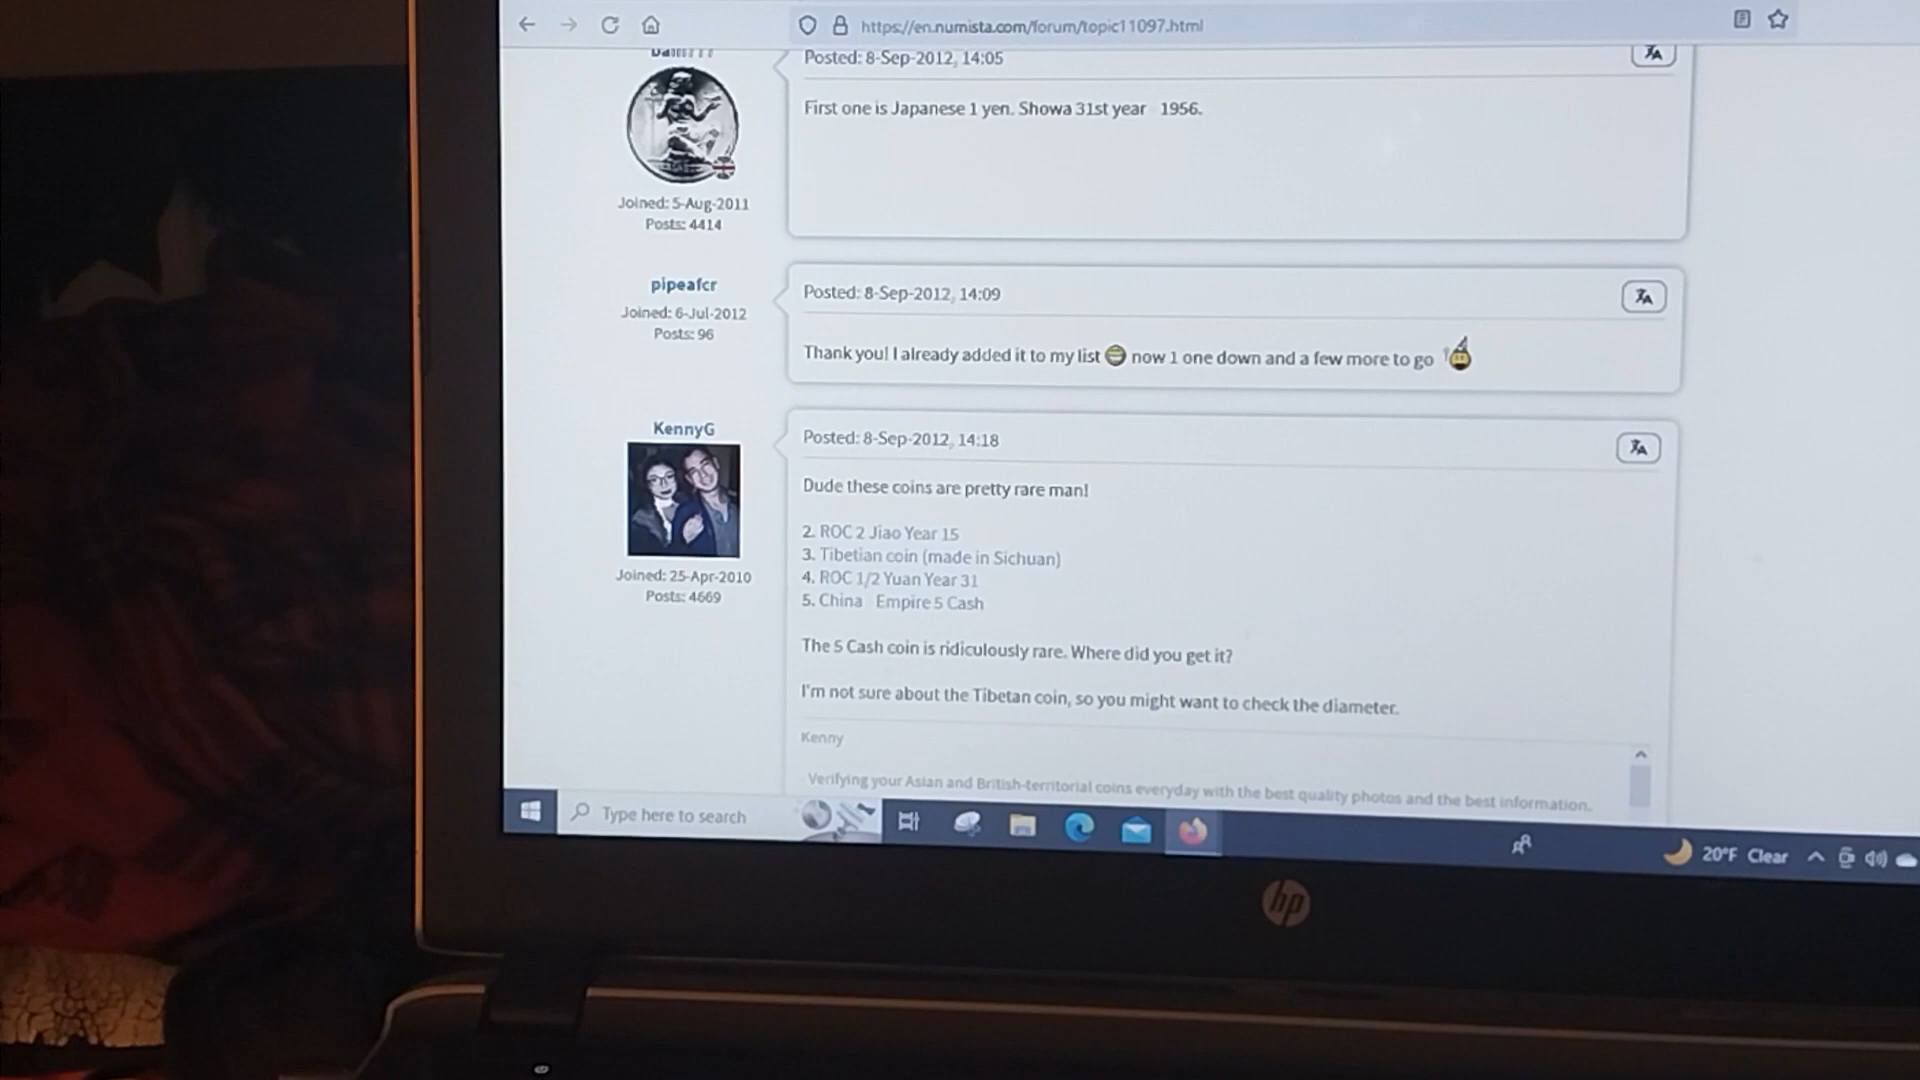 https://en.numista.com/forum/topic11097.html
Posted: 8-Sep-2012, 14:05
First one is Japanese 1 yen. Showa 31st year 1956.
Joined: 5-Aug-2011
Posts: 4414
pipeafcr
Joined: 6-Jul-2012
Posts: 96
Posted: 8-Sep-2012, 14:09
Thank you! I already added it to my list now 1 one down and a few more to go
KennyG
Joined: 25-Apr-2010
Posts: 4669
Posted: 8-Sep-2012, 14:18
Dude these coins are pretty rare man!
2. ROC 2 Jiao Year 15
3. Tibetian coin (made in Sichuan)
4. ROC 1/2 Yuan Year 31
5. China Empire 5 Cash
The 5 Cash coin is ridiculously rare. Where did you get it?
I'm not sure about the Tibetan coin, so you might want to check the diameter.
Kenny
Verifying your Asian and British-territorial coins everyday with the best quality photos and the best information.
Type here to search
20°F Clear
hp